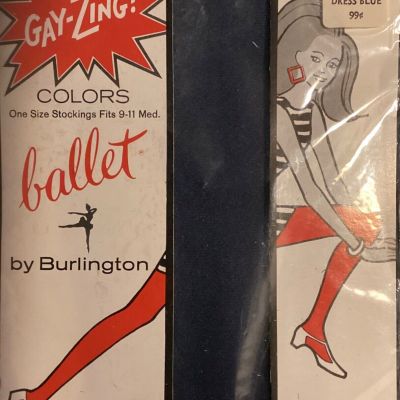 GAY-ZING!
COLORS
One Size Stockings Fits 9-11 Med.
ballet
by Burlington
DRESS BLUE
99¢